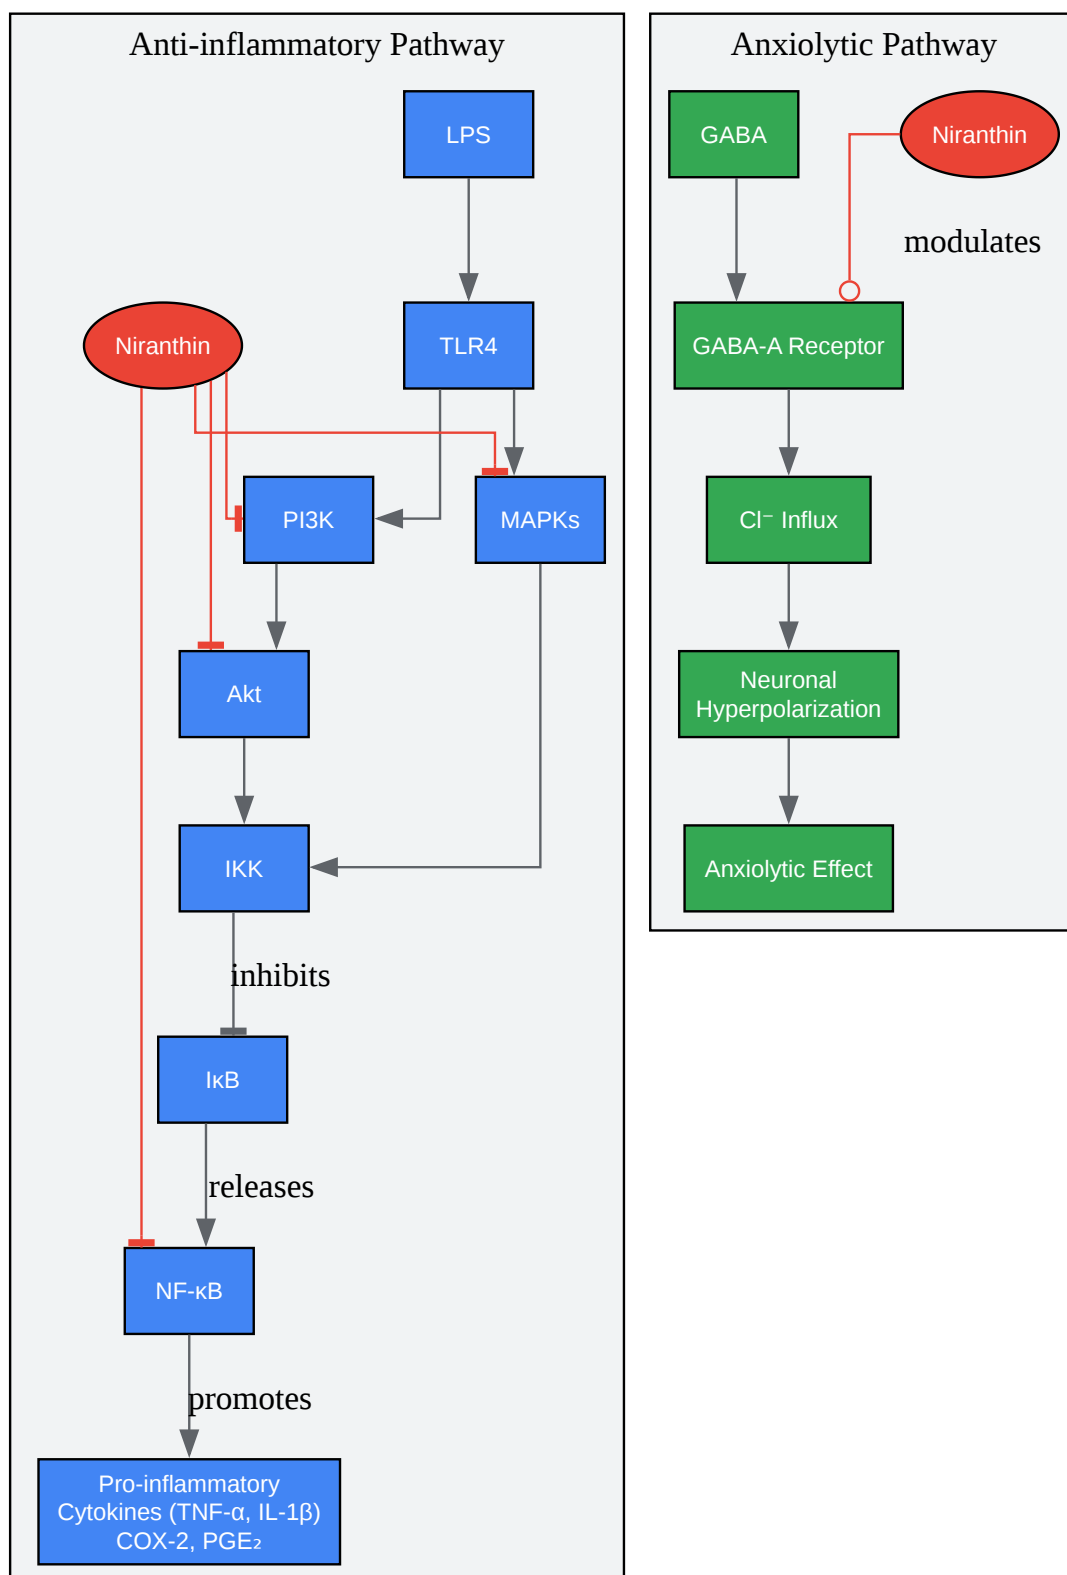 Anti-inflammatory Pathway
LPS
Niranthin
TLR4
PI3K
MAPKs
Akt
IKK
inhibits
IκB
releases
NF-κB
promotes
Pro-inflammatory
Cytokines (TNF-α, IL-1β)
COX-2, PGE₂
Anxiolytic Pathway
GABA
Niranthin
modulates
GABA-A Receptor
Cl⁻ Influx
Neuronal
Hyperpolarization
Anxiolytic Effect